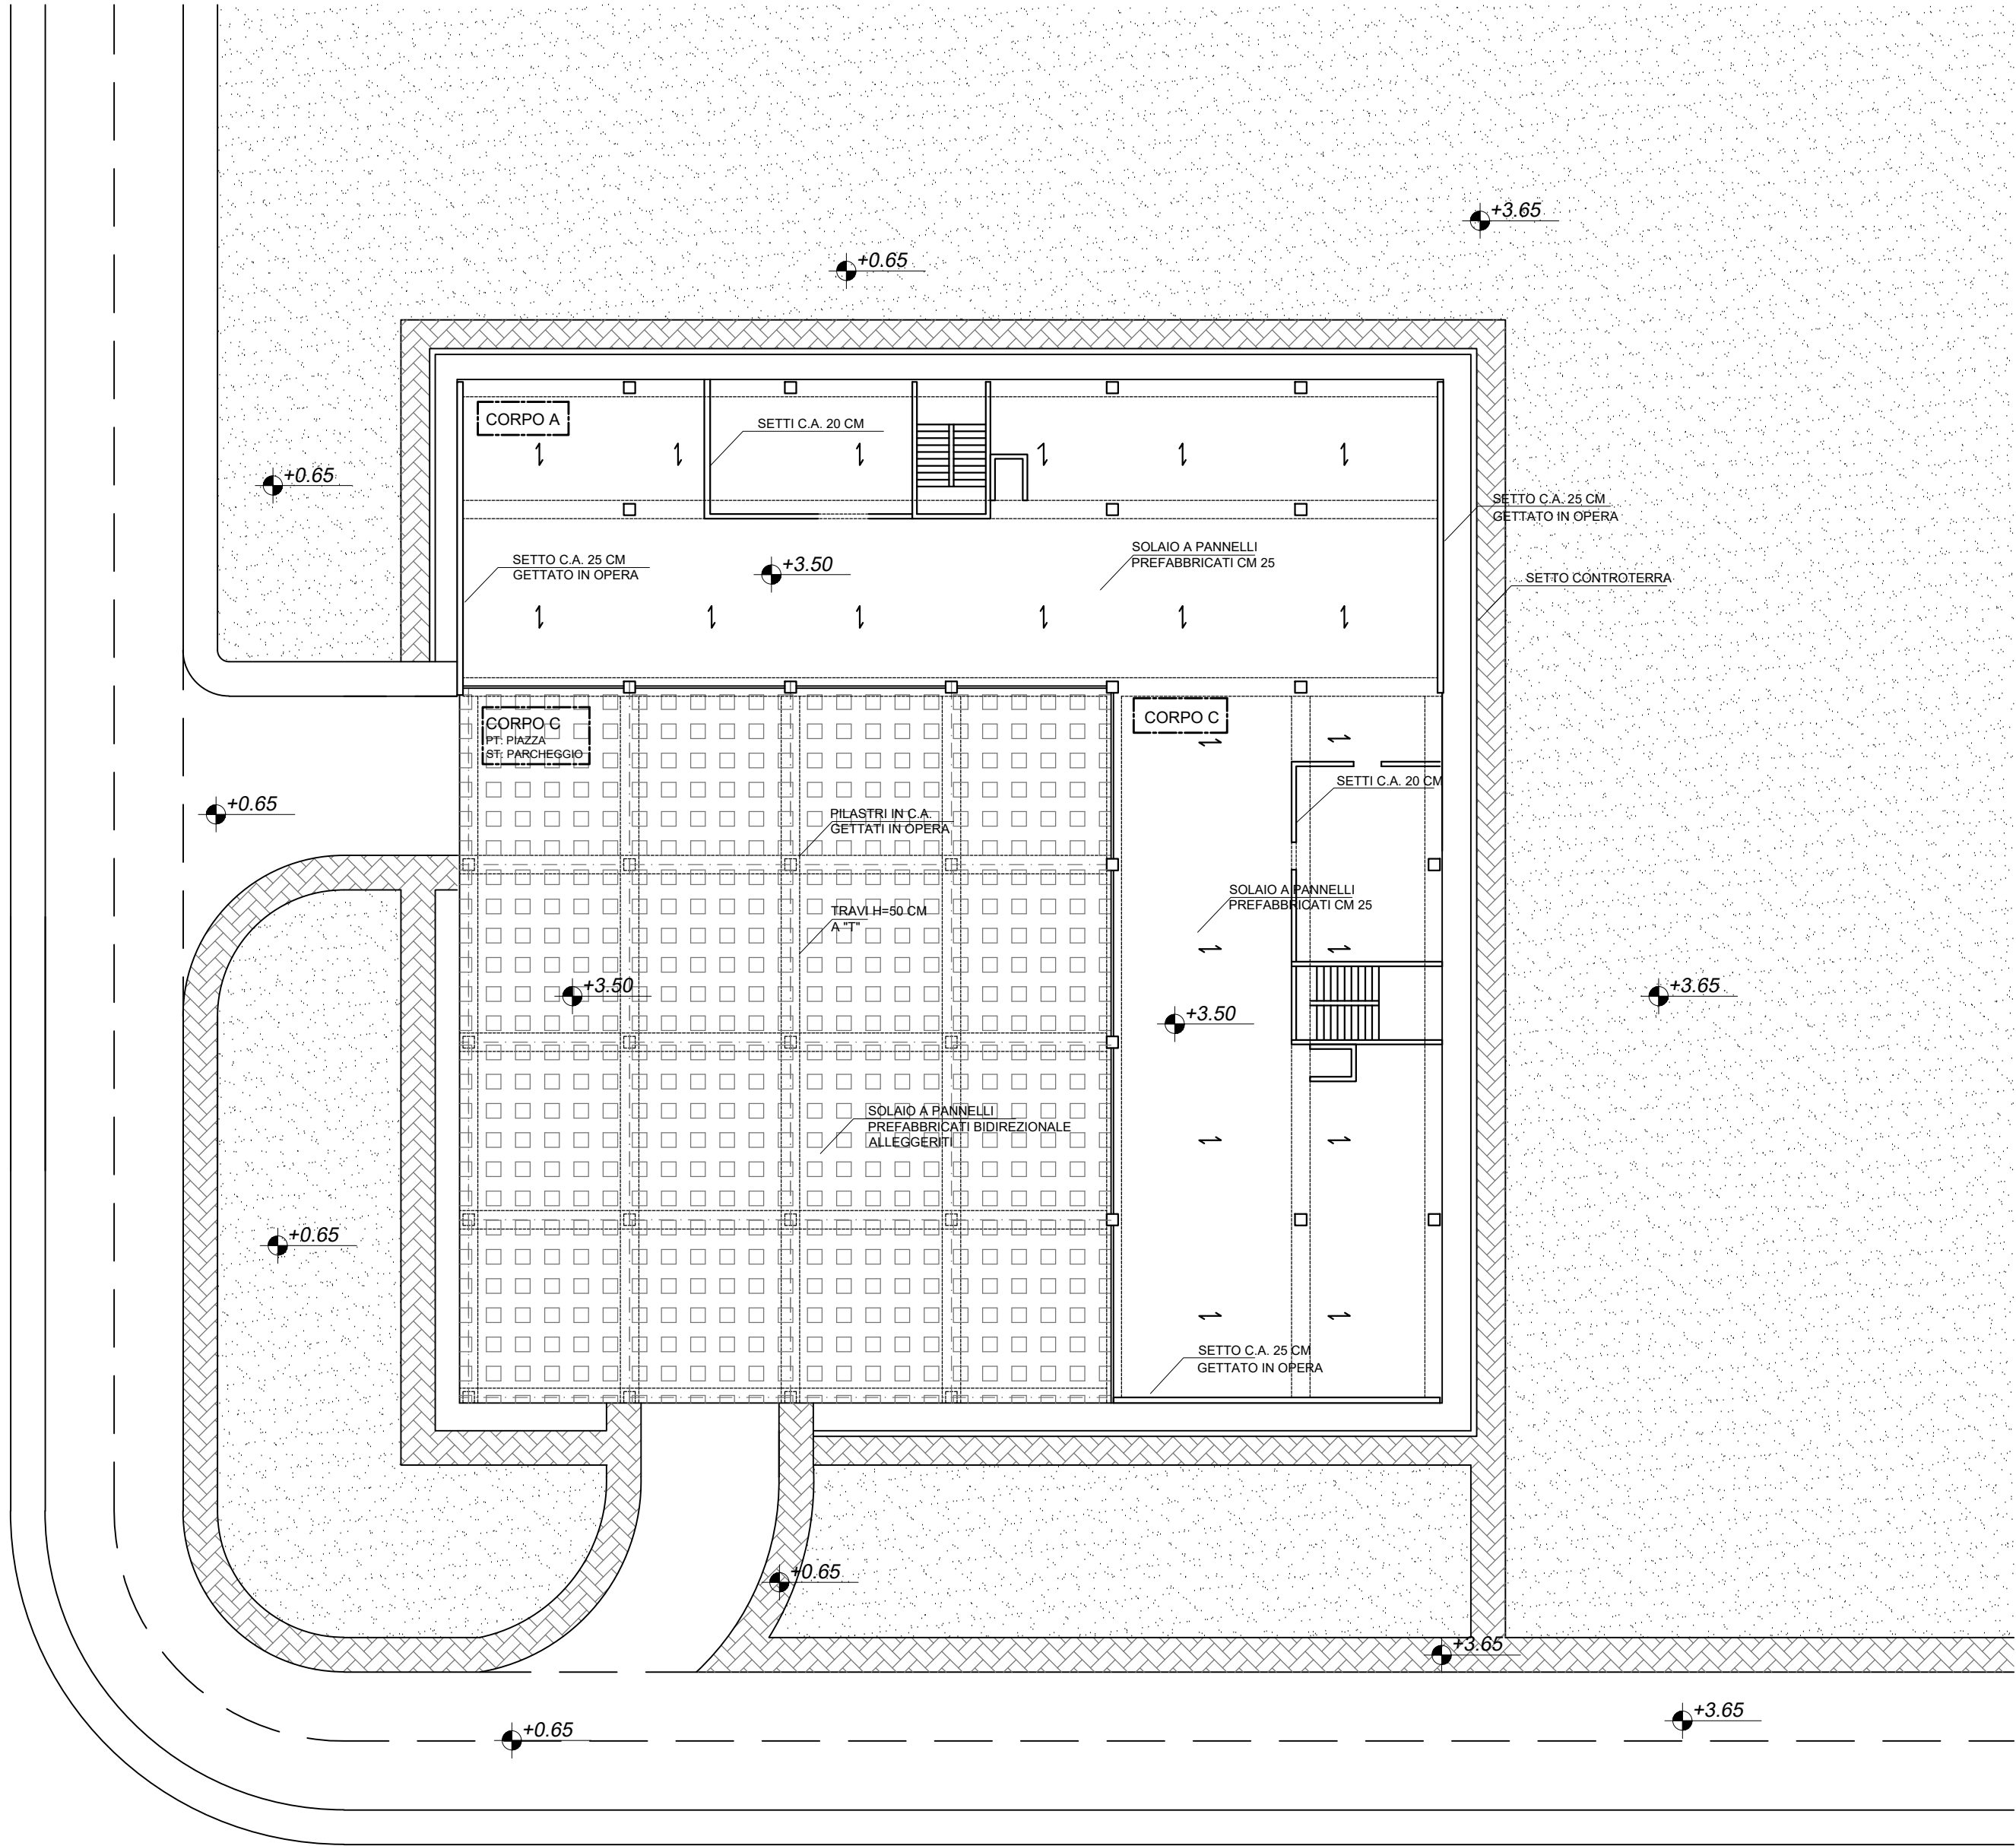 +3.65
+0.65
CORPO A
SETTI C.A. 20 CM
+0.65
SETTO C.A. 25 CM
GETTATO IN OPERA
SOLAIO A PANNELLI
PREFABBRICATI CM 25
SETTO C.A. 25 CM
GETTATO IN OPERA
+3.50
SETTO CONTROTERRA
CORPO C
PT: PIAZZA
ST: PARCHEGGIO
CORPO C
SETTI C.A. 20 CM
+0.65
PILASTRI IN C.A.
GETTATI IN OPERA
SOLAIO A PANNELLI
PREFABBRICATI CM 25
TRAVI H=50 CM
A "T"
+3.50
+3.50
+3.65
SOLAIO A PANNELLI
PREFABBRICATI BIDIREZIONALE
ALLEGGERITI
+0.65
SETTO C.A. 25 CM
GETTATO IN OPERA
+0.65
+3.65
+0.65
+3.65